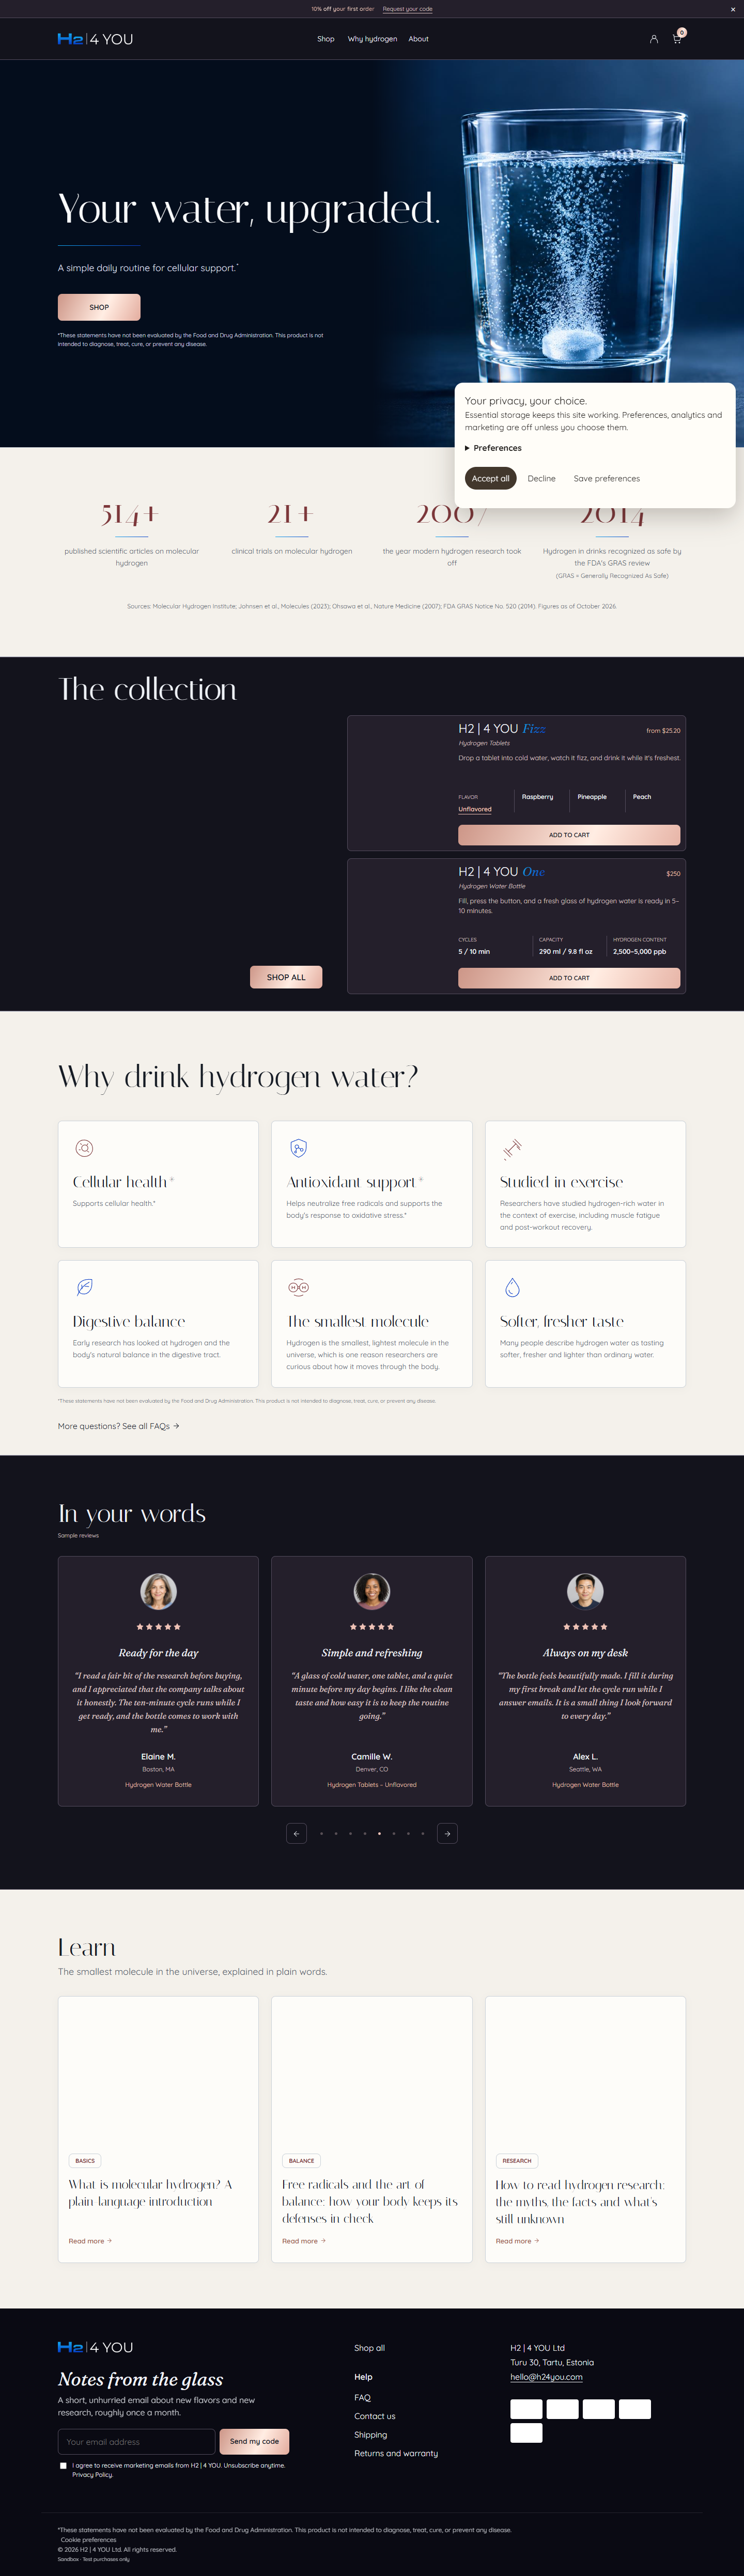 10% off your first order Request your code ×
H2 | 4 YOU
Shop Why hydrogen About
0
Your water, upgraded.
A simple daily routine for cellular support.*
SHOP
*These statements have not been evaluated by the Food and Drug Administration. This product is not
intended to diagnose, treat, cure, or prevent any disease.
Your privacy, your choice.
Essential storage keeps this site working. Preferences, analytics and
marketing are off unless you choose them.
Preferences
Accept all Decline Save preferences
514+
published scientific articles on molecular
hydrogen
21+
clinical trials on molecular hydrogen
2007
the year modern hydrogen research took
off
2014
Hydrogen in drinks recognized as safe by
the FDA's GRAS review
(GRAS = Generally Recognized As Safe)
Sources: Molecular Hydrogen Institute; Johnsen et al., Molecules (2023); Ohsawa et al., Nature Medicine (2007); FDA GRAS Notice No. 520 (2014). Figures as of October 2026.
The collection
SHOP ALL
H2 | 4 YOU Fizz
from $25.20
Hydrogen Tablets
Drop a tablet into cold water, watch it fizz, and drink it while it's freshest.
FLAVOR
Unflavored
Raspberry
Pineapple
Peach
ADD TO CART
H2 | 4 YOU One
$250
Hydrogen Water Bottle
Fill, press the button, and a fresh glass of hydrogen water is ready in 5–
10 minutes.
CYCLES
5 / 10 min
CAPACITY
290 ml / 9.8 fl oz
HYDROGEN CONTENT
2,500–5,000 ppb
ADD TO CART
Why drink hydrogen water?
Cellular health*
Supports cellular health.*
Antioxidant support*
Helps neutralize free radicals and supports the
body's response to oxidative stress.*
Studied in exercise
Researchers have studied hydrogen-rich water in
the context of exercise, including muscle fatigue
and post-workout recovery.
Digestive balance
Early research has looked at hydrogen and the
body's natural balance in the digestive tract.
H H
The smallest molecule
Hydrogen is the smallest, lightest molecule in the
universe, which is one reason researchers are
curious about how it moves through the body.
Softer, fresher taste
Many people describe hydrogen water as tasting
softer, fresher and lighter than ordinary water.
*These statements have not been evaluated by the Food and Drug Administration. This product is not intended to diagnose, treat, cure, or prevent any disease.
More questions? See all FAQs →
In your words
Sample reviews
Ready for the day
“I read a fair bit of the research before buying,
and I appreciated that the company talks about
it honestly. The ten-minute cycle runs while I
get ready, and the bottle comes to work with
me.”
Elaine M.
Boston, MA
Hydrogen Water Bottle
Simple and refreshing
“A glass of cold water, one tablet, and a quiet
minute before my day begins. I like the clean
taste and how easy it is to keep the routine
going.”
Camille W.
Denver, CO
Hydrogen Tablets – Unflavored
Always on my desk
“The bottle feels beautifully made. I fill it during
my first break and let the cycle run while I
answer emails. It is a small thing I look forward
to every day.”
Alex L.
Seattle, WA
Hydrogen Water Bottle
Learn
The smallest molecule in the universe, explained in plain words.
BASICS
What is molecular hydrogen? A
plain-language introduction
Read more →
BALANCE
Free radicals and the art of
balance: how your body keeps its
defenses in check
Read more →
RESEARCH
How to read hydrogen research:
the myths, the facts and what's
still unknown
Read more →
H2 | 4 YOU
Notes from the glass
A short, unhurried email about new flavors and new
research, roughly once a month.
Your email address
Send my code
I agree to receive marketing emails from H2 | 4 YOU. Unsubscribe anytime.
Privacy Policy.
Shop all
Help
FAQ
Contact us
Shipping
Returns and warranty
H2 | 4 YOU Ltd
Turu 30, Tartu, Estonia
hello@h24you.com
*These statements have not been evaluated by the Food and Drug Administration. This product is not intended to diagnose, treat, cure, or prevent any disease.
Cookie preferences
© 2026 H2 | 4 YOU Ltd. All rights reserved.
Sandbox · Test purchases only